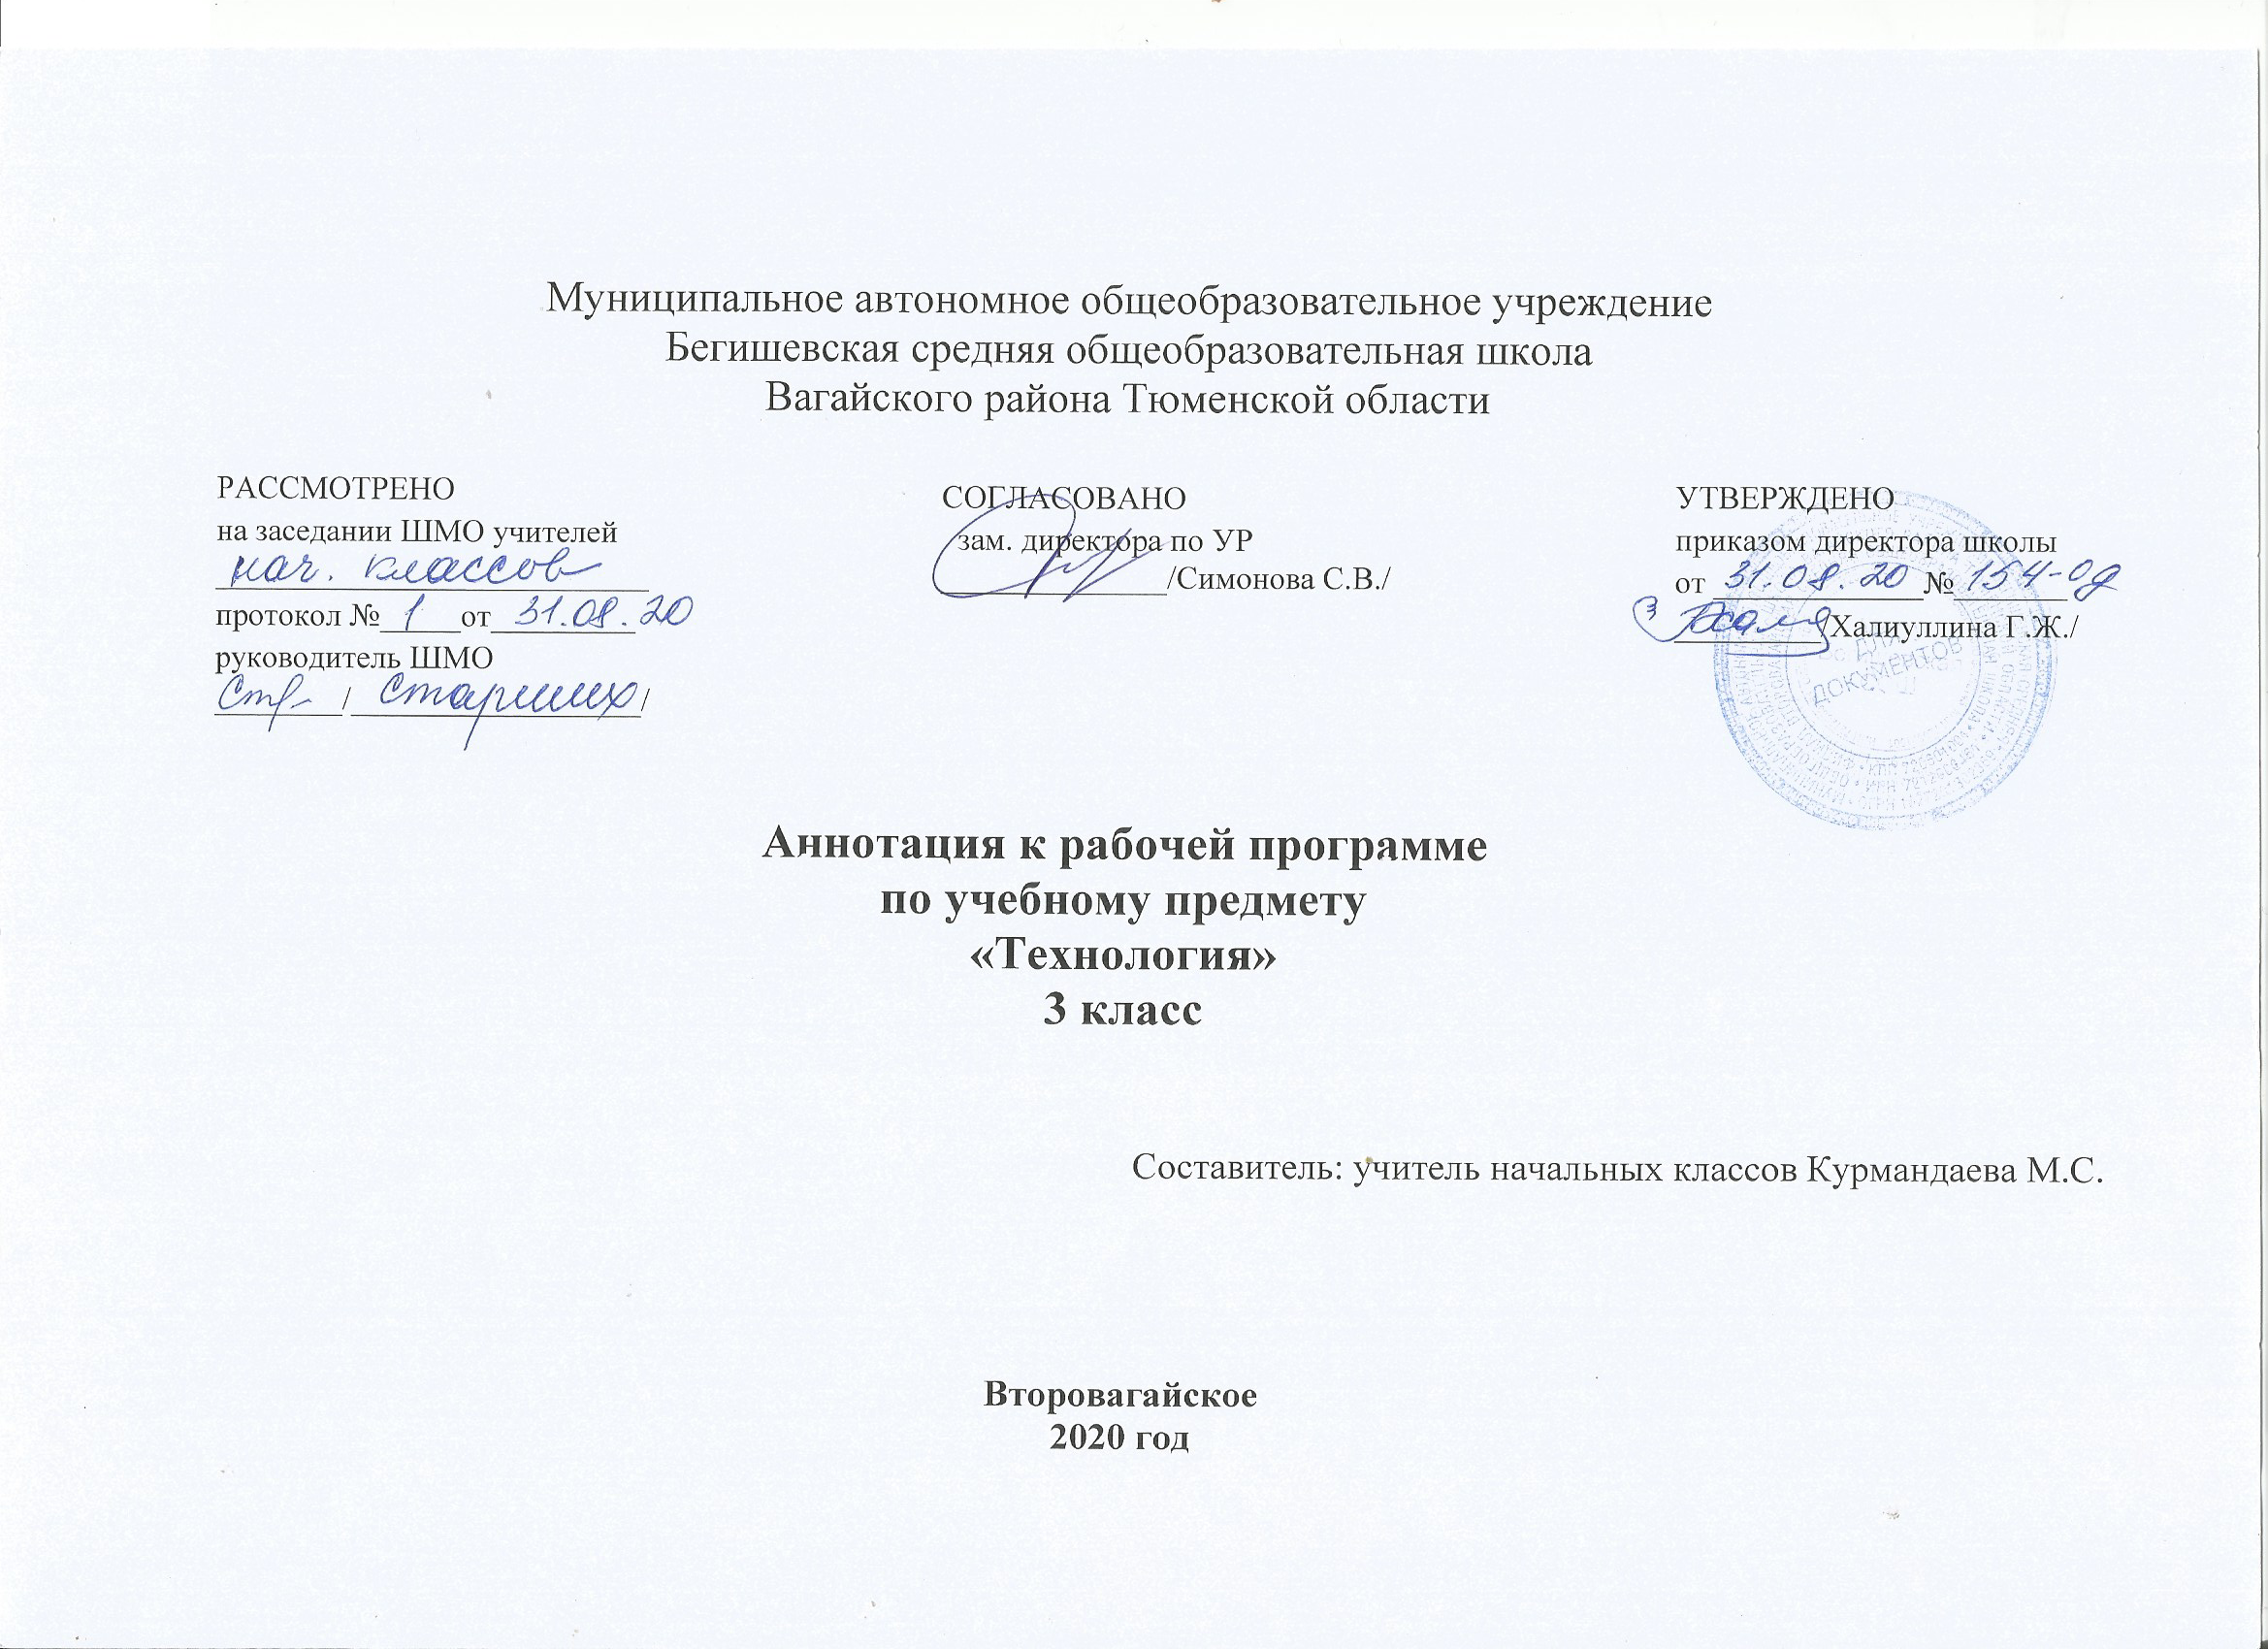 Муниципальное автономное общеобразовательное учреждение
Бегишевская средняя общеобразовательная школа
Вагайского района Тюменской области
РАССМОТРЕНО
на заседании ШМО учителей
нач. классов
протокол № 1 от 31.08.20
руководитель ШМО
/ Старших /
СОГЛАСОВАНО
зам. директора по УР
/Симонова С.В./
УТВЕРЖДЕНО
приказом директора школы
от 31.08.20 № 154-од
/Халиуллина Г.Ж./
ДЛЯ
ДОКУМЕНТОВ
Аннотация к рабочей программе
по учебному предмету
«Технология»
3 класс
Составитель: учитель начальных классов Курмандаева М.С.
Второвагайское
2020 год